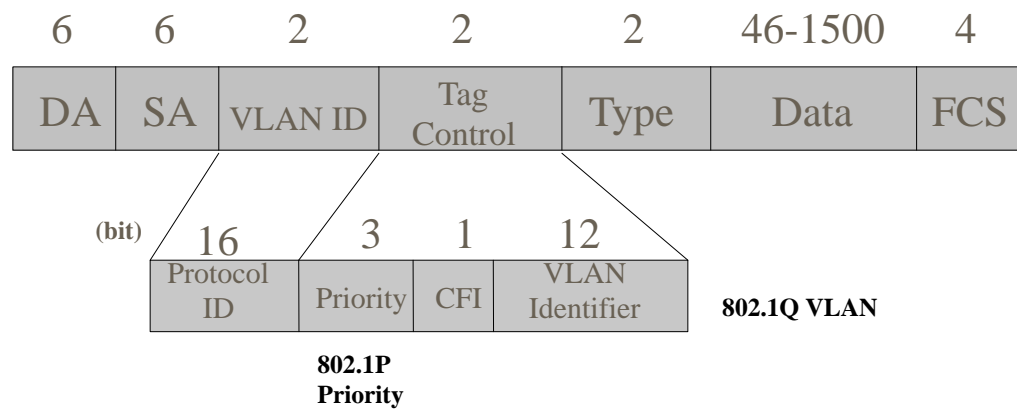 6 6 2 2 2 46-1500 4
DA SA VLAN ID Tag Control Type Data FCS
(bit) 16 3 1 12
Protocol ID Priority CFI VLAN Identifier 802.1Q VLAN
802.1P
Priority